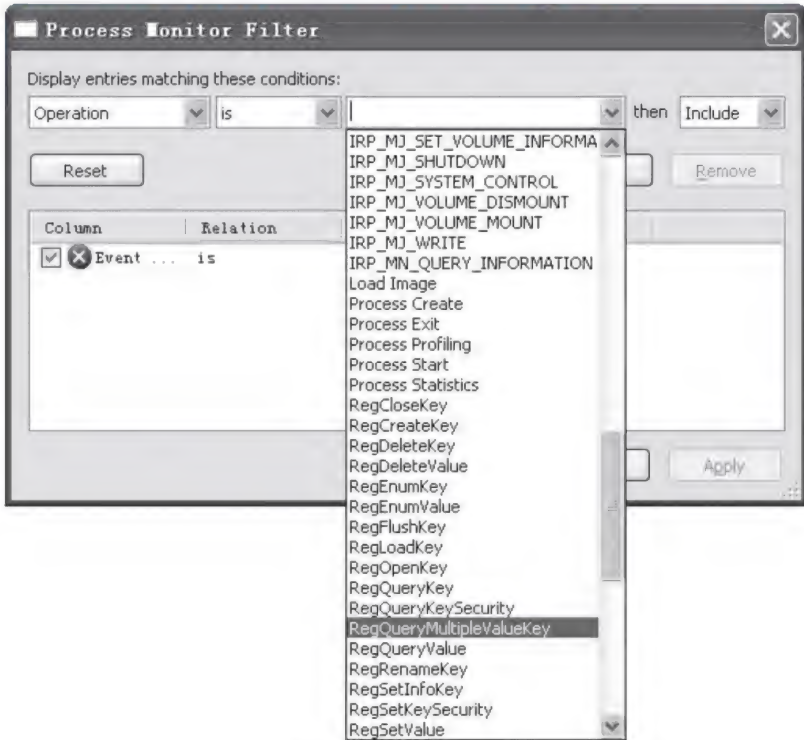 Process Monitor Filter
Display entries matching these conditions:
Operation is then Include
Reset Remove
Column Relation
Event ... is
Apply
IRP_MJ_SET_VOLUME_INFORMA
IRP_MJ_SHUTDOWN
IRP_MJ_SYSTEM_CONTROL
IRP_MJ_VOLUME_DISMOUNT
IRP_MJ_VOLUME_MOUNT
IRP_MJ_WRITE
IRP_MN_QUERY_INFORMATION
Load Image
Process Create
Process Exit
Process Profiling
Process Start
Process Statistics
RegCloseKey
RegCreateKey
RegDeleteKey
RegDeleteValue
RegEnumKey
RegEnumValue
RegFlushKey
RegLoadKey
RegOpenKey
RegQueryKey
RegQueryKeySecurity
RegQueryMultipleValueKey
RegQueryValue
RegRenameKey
RegSetInfoKey
RegSetKeySecurity
RegSetValue